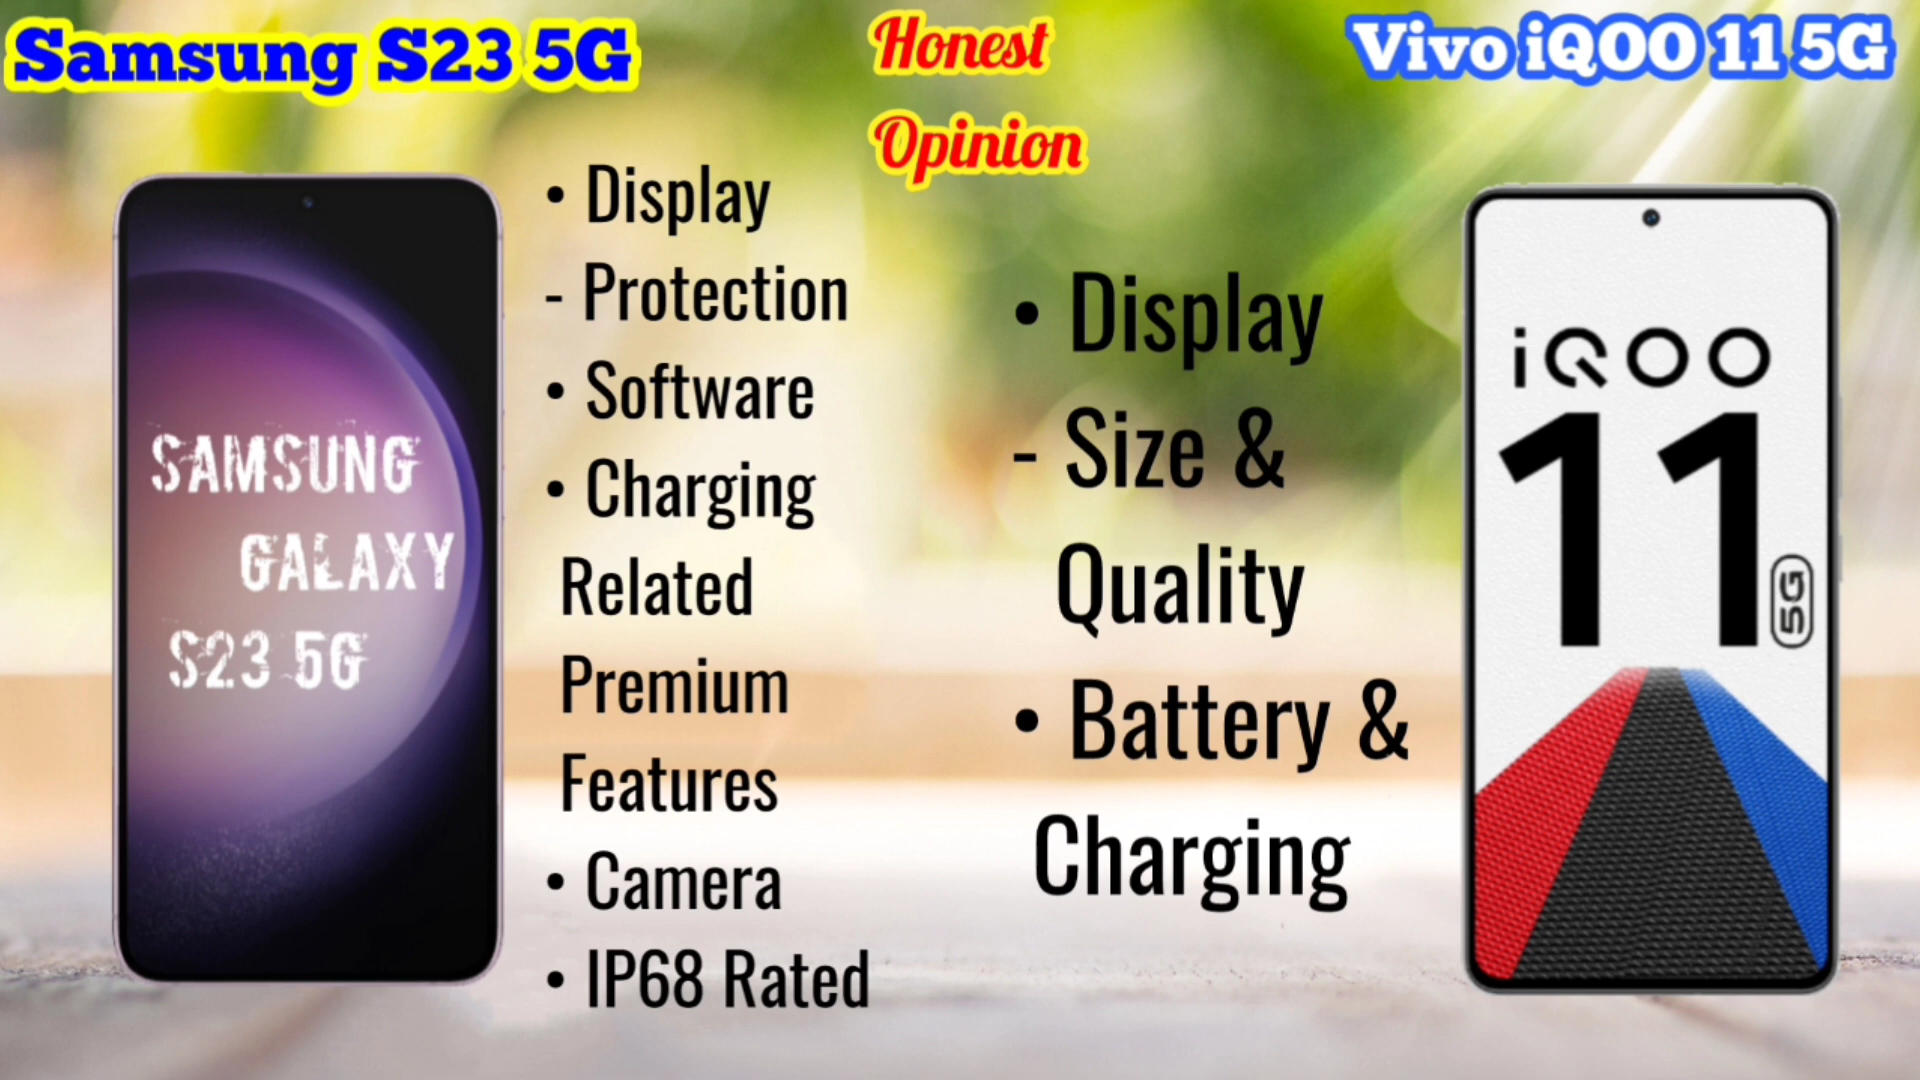 Samsung S23 5G
Honest
Opinion
Vivo iQOO 11 5G
SAMSUNG
GALAXY
S23 5G
• Display
- Protection
• Software
• Charging
Related
Premium
Features
• Camera
• IP68 Rated
• Display
- Size &
Quality
• Battery &
Charging
iQOO
11
5G